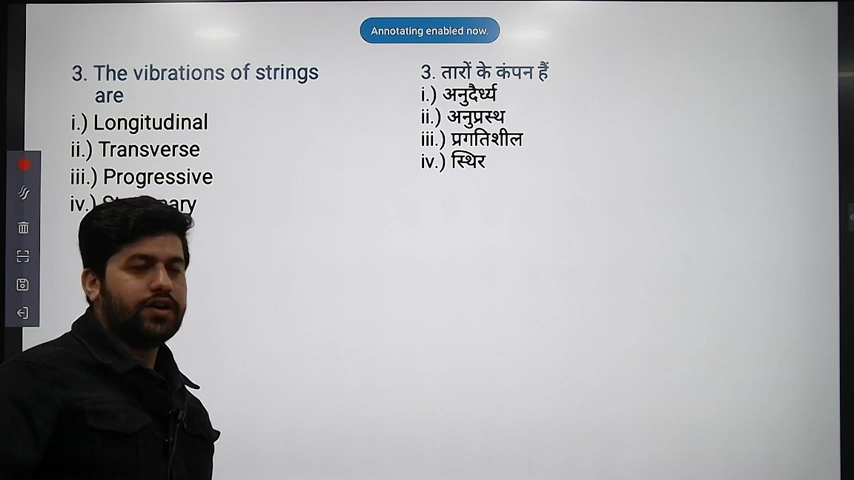 Annotating enabled now.
3. The vibrations of strings
are
i.) Longitudinal
ii.) Transverse
iii.) Progressive
iv.)
3. तारों के कंपन हैं
i.) अनुदैर्ध्य
ii.) अनुप्रस्थ
iii.) प्रगतिशील
iv.) स्थिर